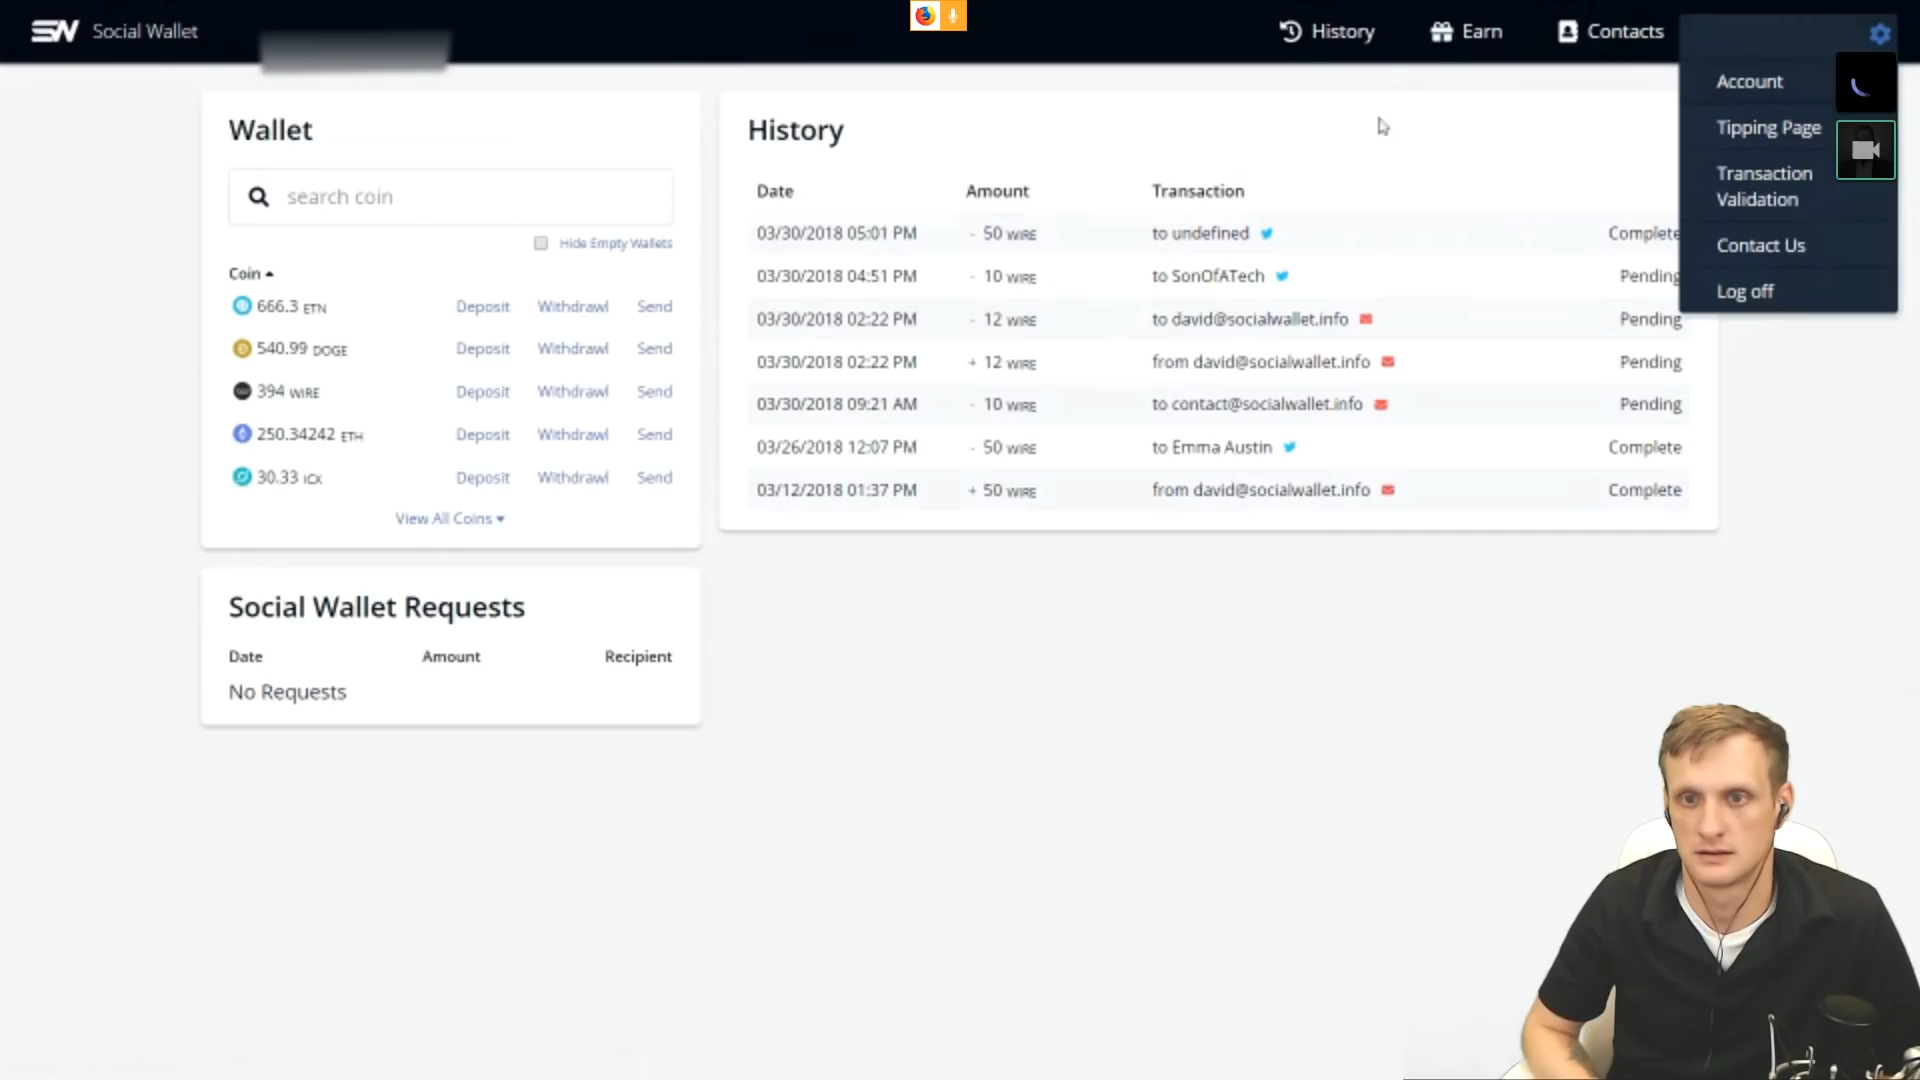 SW Social Wallet
History
Earn
Contacts
Account
Tipping Page
Transaction
Validation
Contact Us
Log off
Wallet
search coin
Hide Empty Wallets
Coin
666.3 ETN Deposit Withdrawl Send
540.99 DOGE Deposit Withdrawl Send
394 WIRE Deposit Withdrawl Send
250.34242 ETH Deposit Withdrawl Send
30.33 ICX Deposit Withdrawl Send
View All Coins
History
Date Amount Transaction
03/30/2018 05:01 PM - 50 WIRE to undefined Complete
03/30/2018 04:51 PM - 10 WIRE to SonOfATech Pending
03/30/2018 02:22 PM - 12 WIRE to david@socialwallet.info Pending
03/30/2018 02:22 PM + 12 WIRE from david@socialwallet.info Pending
03/30/2018 09:21 AM - 10 WIRE to contact@socialwallet.info Pending
03/26/2018 12:07 PM - 50 WIRE to Emma Austin Complete
03/12/2018 01:37 PM + 50 WIRE from david@socialwallet.info Complete
Social Wallet Requests
Date Amount Recipient
No Requests